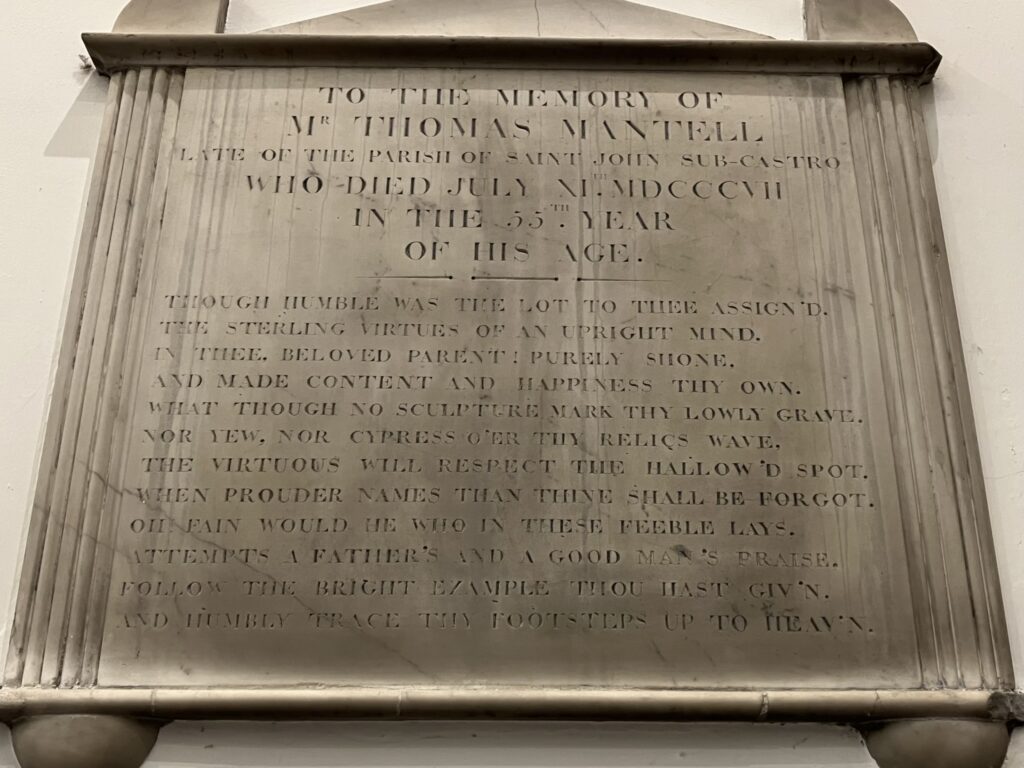 TO THE MEMORY OF
MR THOMAS MANTELL
LATE OF THE PARISH OF SAINT JOHN SUB-CASTRO
WHO DIED JULY XITH. MDCCCVII
IN THE 55TH. YEAR
OF HIS AGE.
THOUGH HUMBLE WAS THE LOT TO THEE ASSIGN'D,
THE STERLING VIRTUES OF AN UPRIGHT MIND,
IN THEE, BELOVED PARENT! PURELY SHONE,
AND MADE CONTENT AND HAPPINESS THY OWN.
WHAT THOUGH NO SCULPTURE MARK THY LOWLY GRAVE,
NOR YEW, NOR CYPRESS O'ER THY RELICS WAVE,
THE VIRTUOUS WILL RESPECT THE HALLOW'D SPOT,
WHEN PROUDER NAMES THAN THINE SHALL BE FORGOT.
OH! FAIN WOULD HE WHO IN THESE FEEBLE LAYS,
ATTEMPTS A FATHER'S AND A GOOD MAN'S PRAISE,
FOLLOW THE BRIGHT EXAMPLE THOU HAST GIV'N,
AND HUMBLY TRACE THY FOOTSTEPS UP TO HEAV'N.